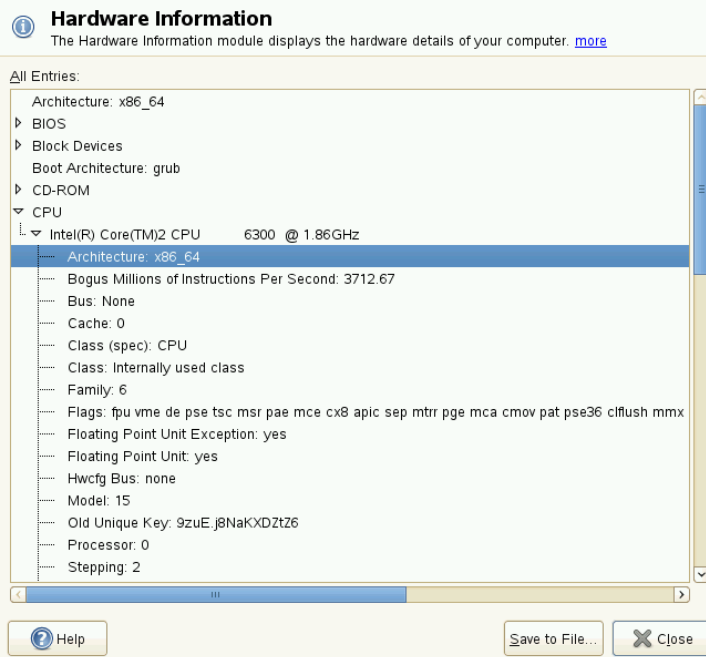 Hardware Information
The Hardware Information module displays the hardware details of your computer. more
All Entries:
Architecture: x86_64
BIOS
Block Devices
Boot Architecture: grub
CD-ROM
CPU
Intel(R) Core(TM)2 CPU 6300 @ 1.86GHz
Architecture: x86_64
Bogus Millions of Instructions Per Second: 3712.67
Bus: None
Cache: 0
Class (spec): CPU
Class: Internally used class
Family: 6
Flags: fpu vme de pse tsc msr pae mce cx8 apic sep mtrr pge mca cmov pat pse36 clflush mmx
Floating Point Unit Exception: yes
Floating Point Unit: yes
Hwcfg Bus: none
Model: 15
Old Unique Key: 9zuE.j8NaKXDZtZ6
Processor: 0
Stepping: 2
Help
Save to File...
Close